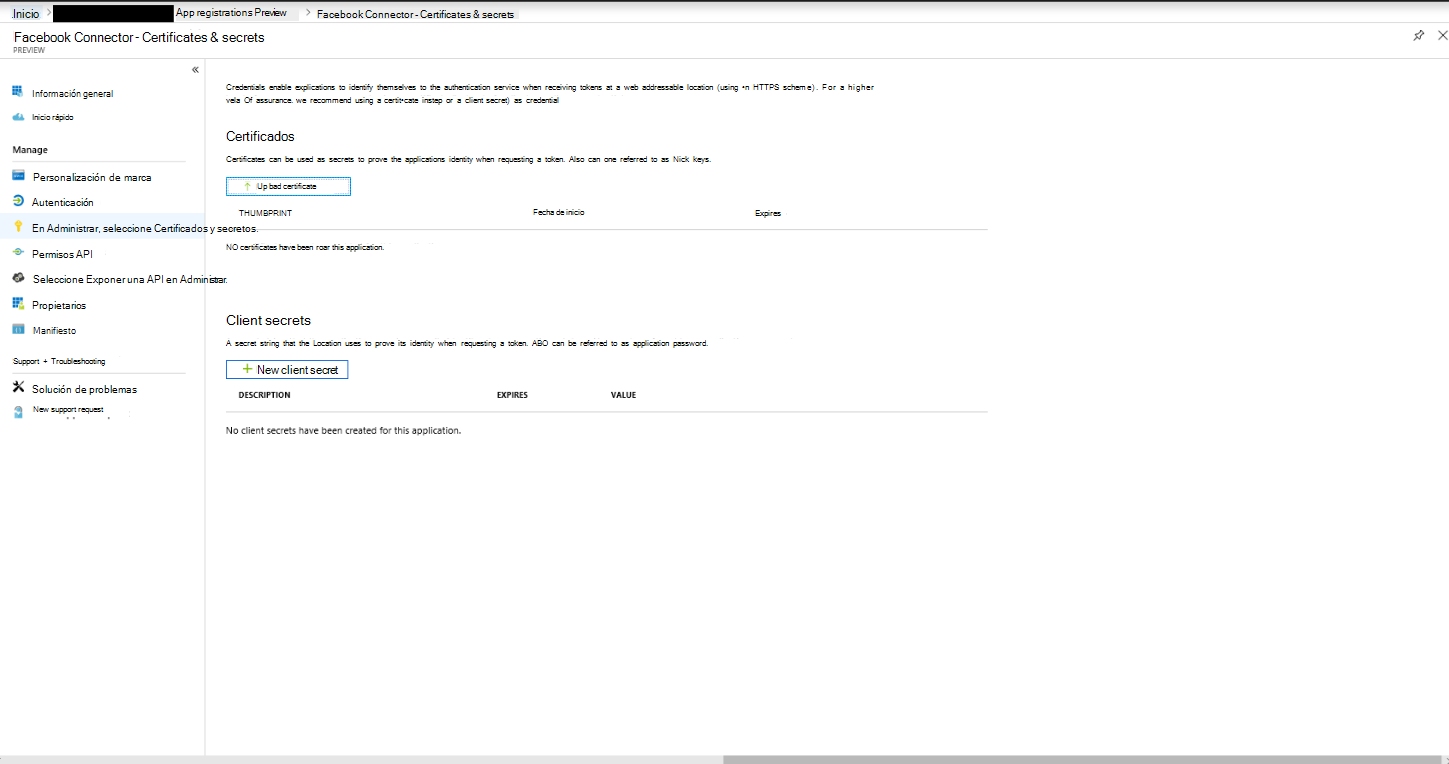 Inicio > App registrations Preview > Facebook Connector - Certificates & secrets
Facebook Connector - Certificates & secrets
PREVIEW
«
Información general
Inicio rápido
Manage
Personalización de marca
Autenticación
En Administrar, seleccione Certificados y secretos.
Permisos API
Seleccione Exponer una API en Administrar.
Propietarios
Manifiesto
Support + Troubleshooting
Solución de problemas
New support request
Credentials enable explications to identify themselves to the authentication service when receiving tokens at a web addressable location (using •n HTTPS scheme). For a higher
vela Of assurance. we recommend using a certi•cate instep or a client secret) as credential
Certificados
Certificates can be used as secrets to prove the applications identity when requesting a token. Also can one referred to as Nick keys.
Up bad certificate
THUMBPRINT Fecha de inicio Expires
NO certificates have been roar this application.
Client secrets
A secret string that the Location uses to prove its identity when requesting a token. ABO can be referred to as application password.
+ New client secret
DESCRIPTION EXPIRES VALUE
No client secrets have been created for this application.